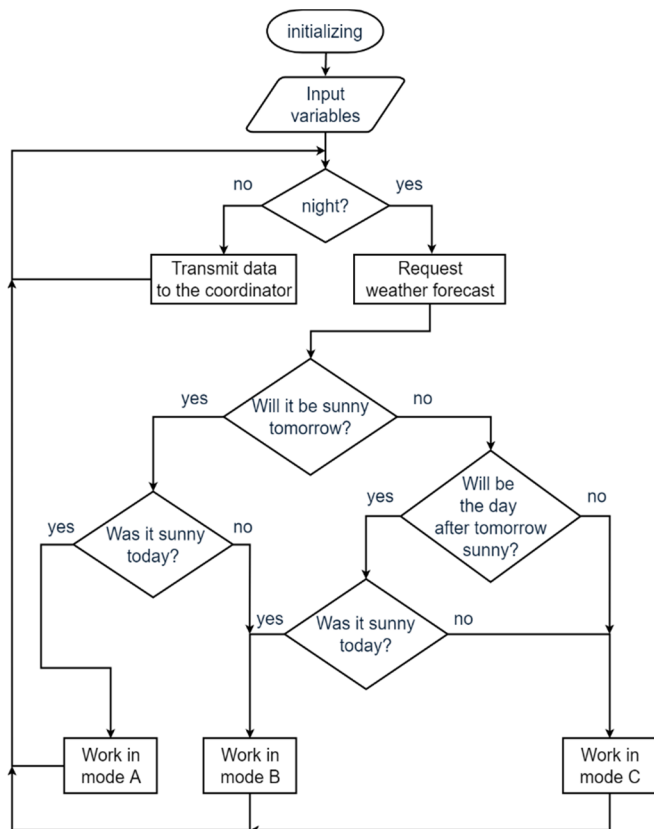 initializing
Input
variables
no
yes
night?
Transmit data
to the coordinator
Request
weather forecast
yes
Will it be sunny
tomorrow?
no
yes
Was it sunny
today?
no
yes
Will be
the day
after tomorrow
sunny?
no
yes
Was it sunny
today?
no
Work in
mode A
Work in
mode B
Work in
mode C